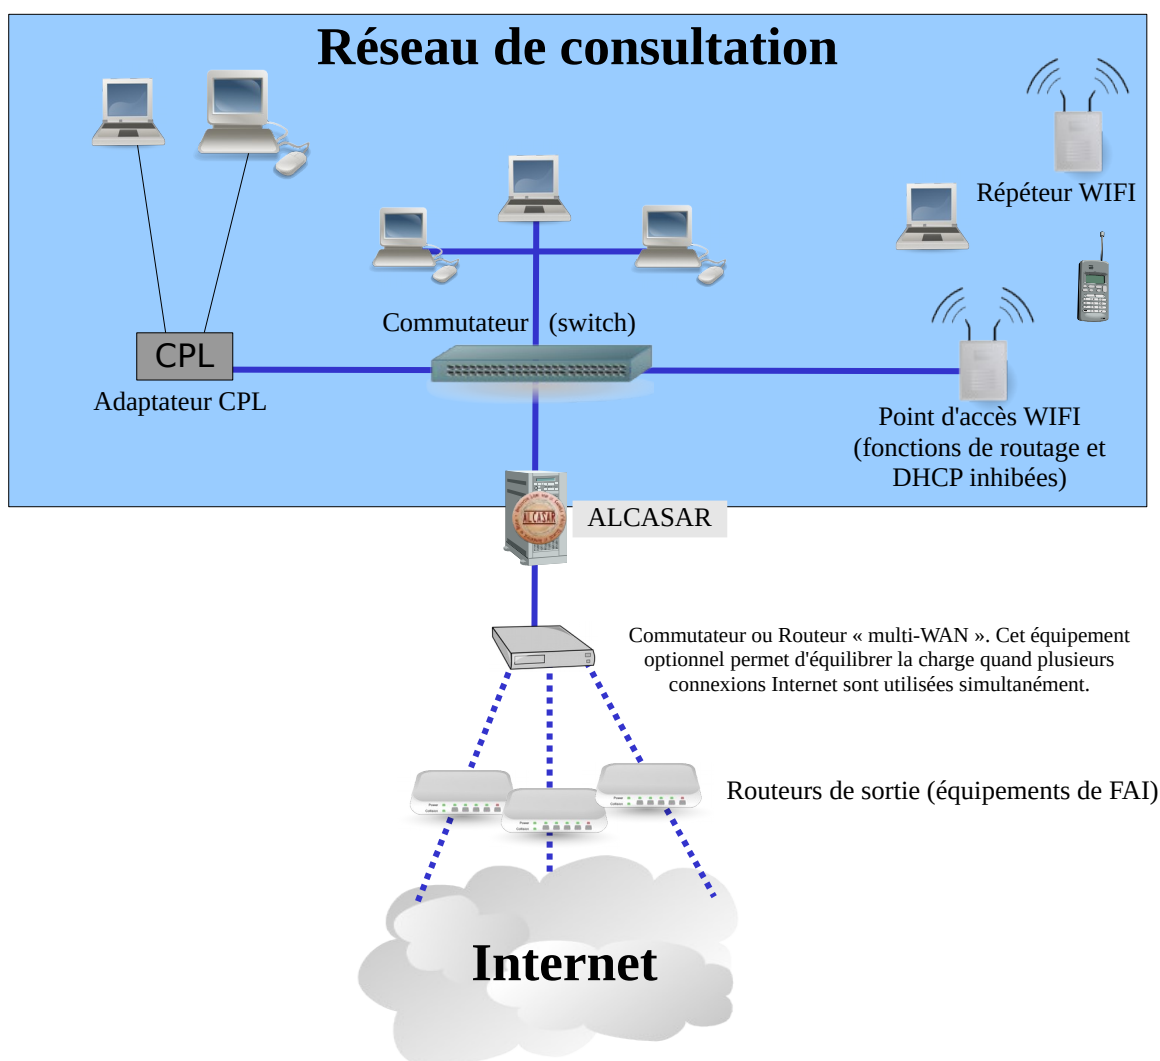 Réseau de consultation
Répéteur WIFI
Commutateur (switch)
CPL
Adaptateur CPL
Point d'accès WIFI
(fonctions de routage et
DHCP inhibées)
ALCASAR
ALCASAR
Commutateur ou Routeur « multi-WAN ». Cet équipement
optionnel permet d'équilibrer la charge quand plusieurs
connexions Internet sont utilisées simultanément.
Routeurs de sortie (équipements de FAI)
Internet